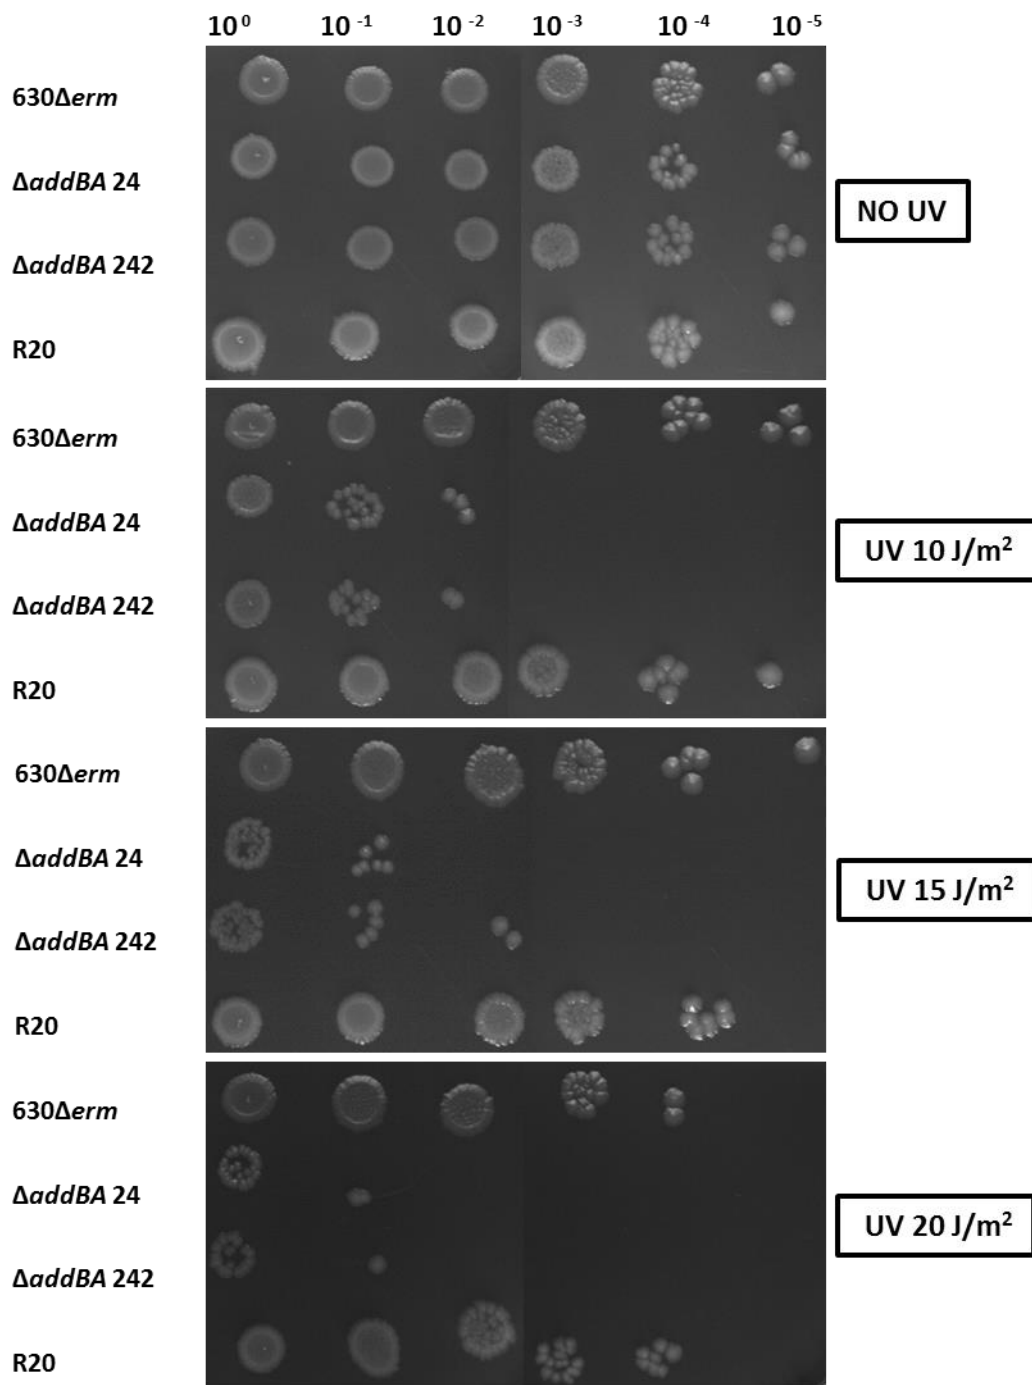 10⁰ 10⁻¹ 10⁻² 10⁻³ 10⁻⁴ 10⁻⁵
630Δerm
ΔaddBA 24
ΔaddBA 242
R20
NO UV
630Δerm
ΔaddBA 24
ΔaddBA 242
R20
UV 10 J/m²
630Δerm
ΔaddBA 24
ΔaddBA 242
R20
UV 15 J/m²
630Δerm
ΔaddBA 24
ΔaddBA 242
R20
UV 20 J/m²